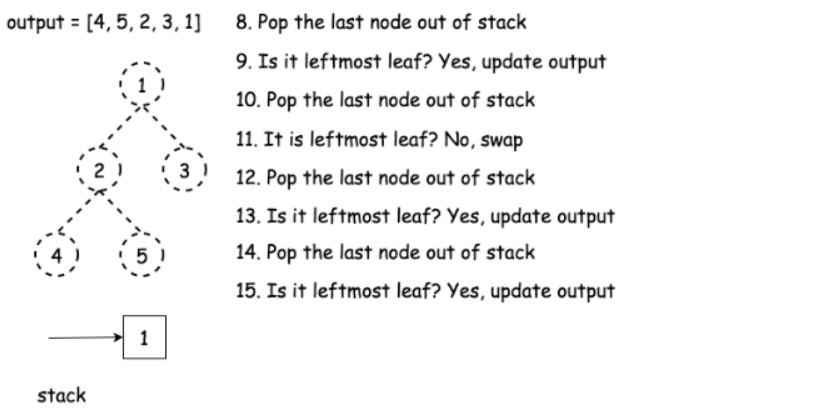 output = [4, 5, 2, 3, 1]
8. Pop the last node out of stack
9. Is it leftmost leaf? Yes, update output
10. Pop the last node out of stack
11. It is leftmost leaf? No, swap
12. Pop the last node out of stack
13. Is it leftmost leaf? Yes, update output
14. Pop the last node out of stack
15. Is it leftmost leaf? Yes, update output
1
2 3
4 5
1
stack